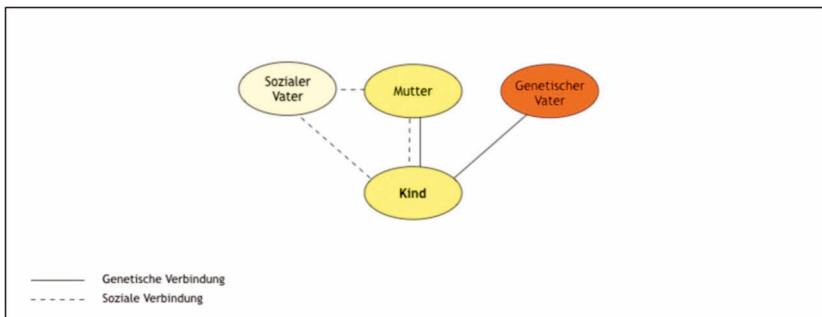 Sozialer
Vater
Mutter
Genetischer
Vater
Kind
Genetische Verbindung
Soziale Verbindung